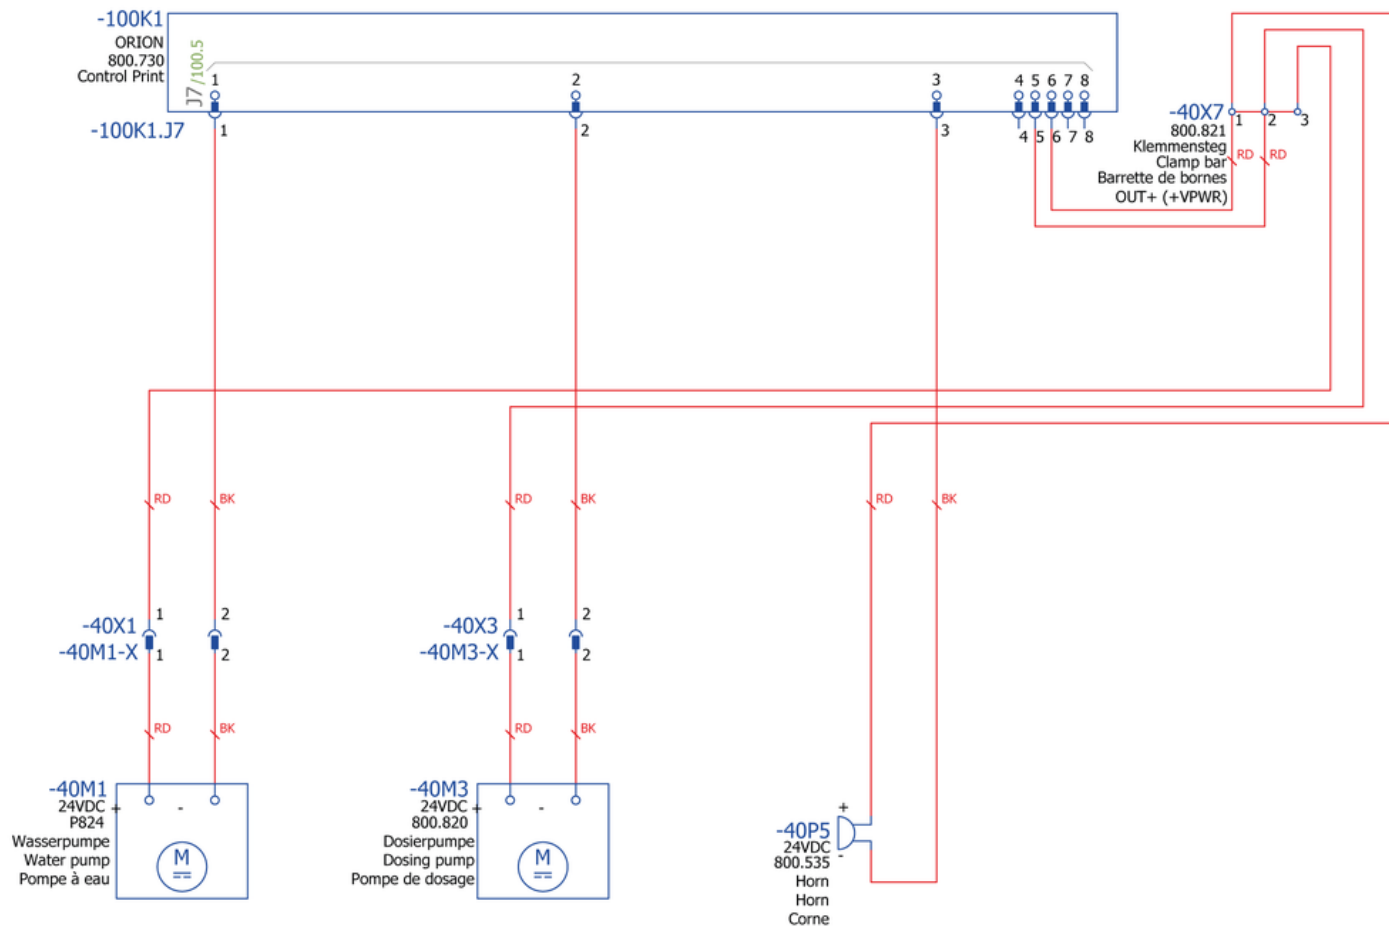 -100K1
ORION
800.730
Control Print
J7/100.5
1
2
3
4 5 6 7 8
-100K1.J7
1
2
3
4 5 6 7 8
-40X7
1 2 3
800.821
Klemmensteg
Clamp bar
Barrette de bornes
OUT+ (+VPWR)
RD RD
RD BK
RD BK
RD BK
-40X1
1 2
-40M1-X
1 2
-40X3
1 2
-40M3-X
1 2
RD BK
RD BK
-40M1
24VDC
P824
Wasserpumpe
Water pump
Pompe à eau
+ -
M
-40M3
24VDC
800.820
Dosierpumpe
Dosing pump
Pompe de dosage
+ -
M
-40P5
24VDC
800.535
Horn
Horn
Corne
+
-